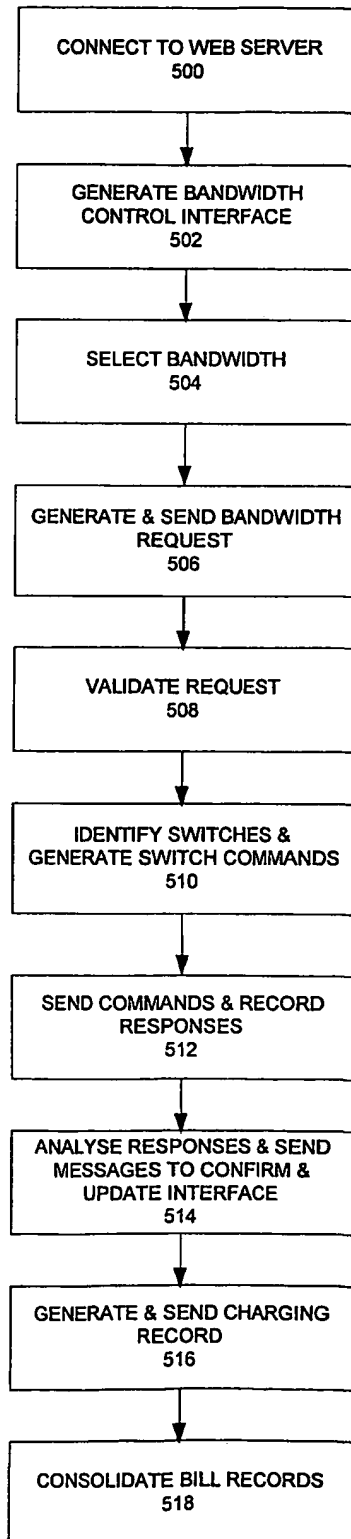 CONNECT TO WEB SERVER
500
GENERATE BANDWIDTH
CONTROL INTERFACE
502
SELECT BANDWIDTH
504
GENERATE & SEND BANDWIDTH
REQUEST
506
VALIDATE REQUEST
508
IDENTIFY SWITCHES &
GENERATE SWITCH COMMANDS
510
SEND COMMANDS & RECORD
RESPONSES
512
ANALYSE RESPONSES & SEND
MESSAGES TO CONFIRM &
UPDATE INTERFACE
514
GENERATE & SEND CHARGING
RECORD
516
CONSOLIDATE BILL RECORDS
518